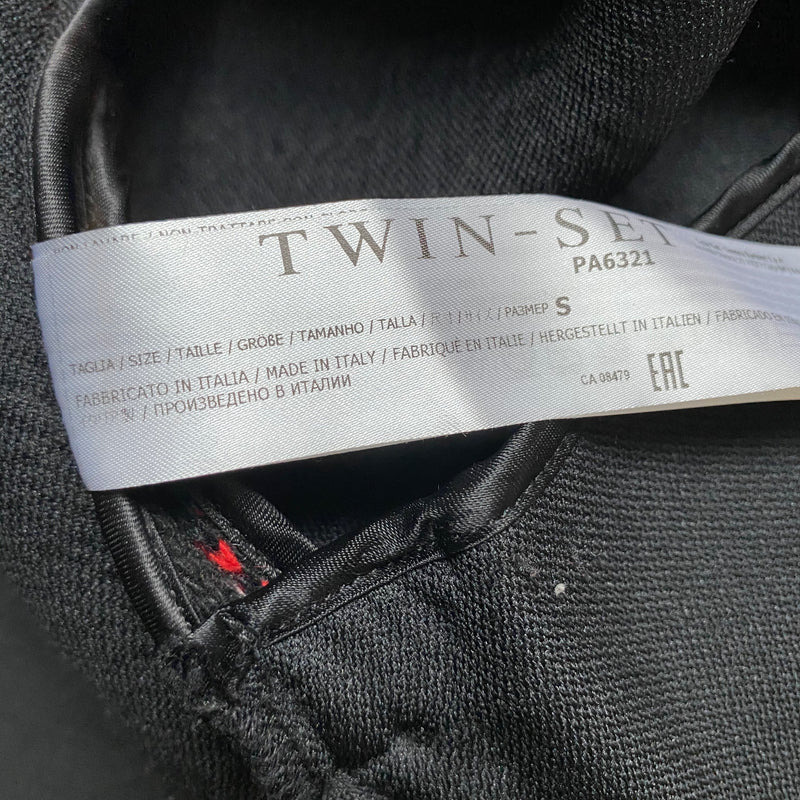 TWIN-SET
PA6321
TAGLIA / SIZE / TAILLE / GRÖßE / TAMANHO / TALLA / / РАЗМЕР S
FABBRICATO IN ITALIA / MADE IN ITALY / FABRIQUÉ EN ITALIE / HERGESTELLT IN ITALIEN / FABRICADO EN
/ ПРОИЗВЕДЕНО В ИТАЛИИ
CA 08479
EAC